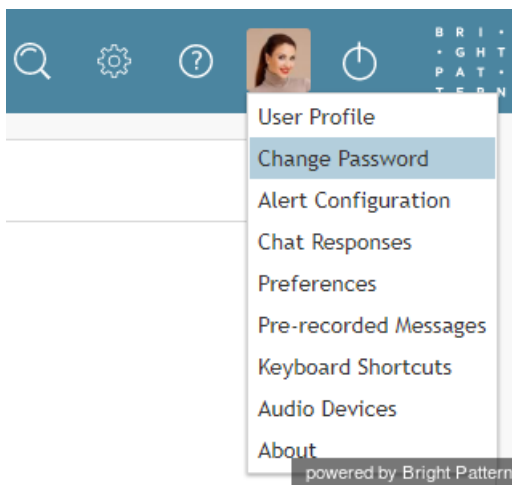 B R I ·
· G H T
P A T ·
T E R N
?
User Profile
Change Password
Alert Configuration
Chat Responses
Preferences
Pre-recorded Messages
Keyboard Shortcuts
Audio Devices
About
powered by Bright Pattern